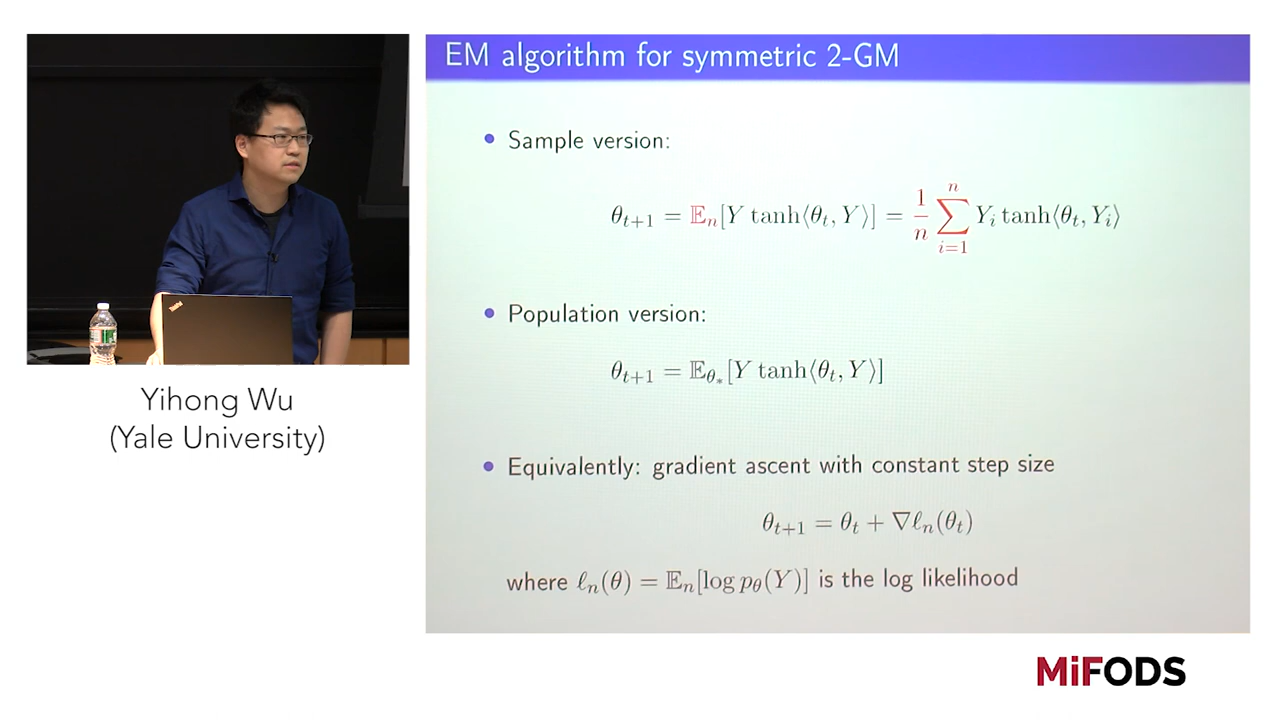 EM algorithm for symmetric 2-GM
• Sample version:
θ_{t+1} = 𝔼_n[Y tanh⟨θ_t, Y⟩] = \frac{1}{n} \sum_{i=1}^{n} Y_i tanh⟨θ_t, Y_i⟩
• Population version:
θ_{t+1} = 𝔼_{θ_*}[Y tanh⟨θ_t, Y⟩]
• Equivalently: gradient ascent with constant step size
θ_{t+1} = θ_t + ∇ℓ_n(θ_t)
where ℓ_n(θ) = 𝔼_n[log p_θ(Y)] is the log likelihood
Yihong Wu
(Yale University)
MiFODS